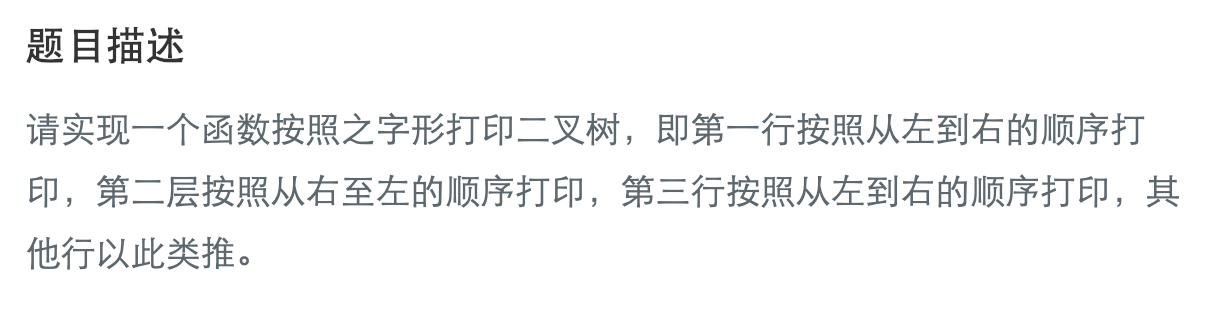 题目描述
请实现一个函数按照之字形打印二叉树，即第一行按照从左到右的顺序打
印，第二层按照从右至左的顺序打印，第三行按照从左到右的顺序打印，其
他行以此类推。